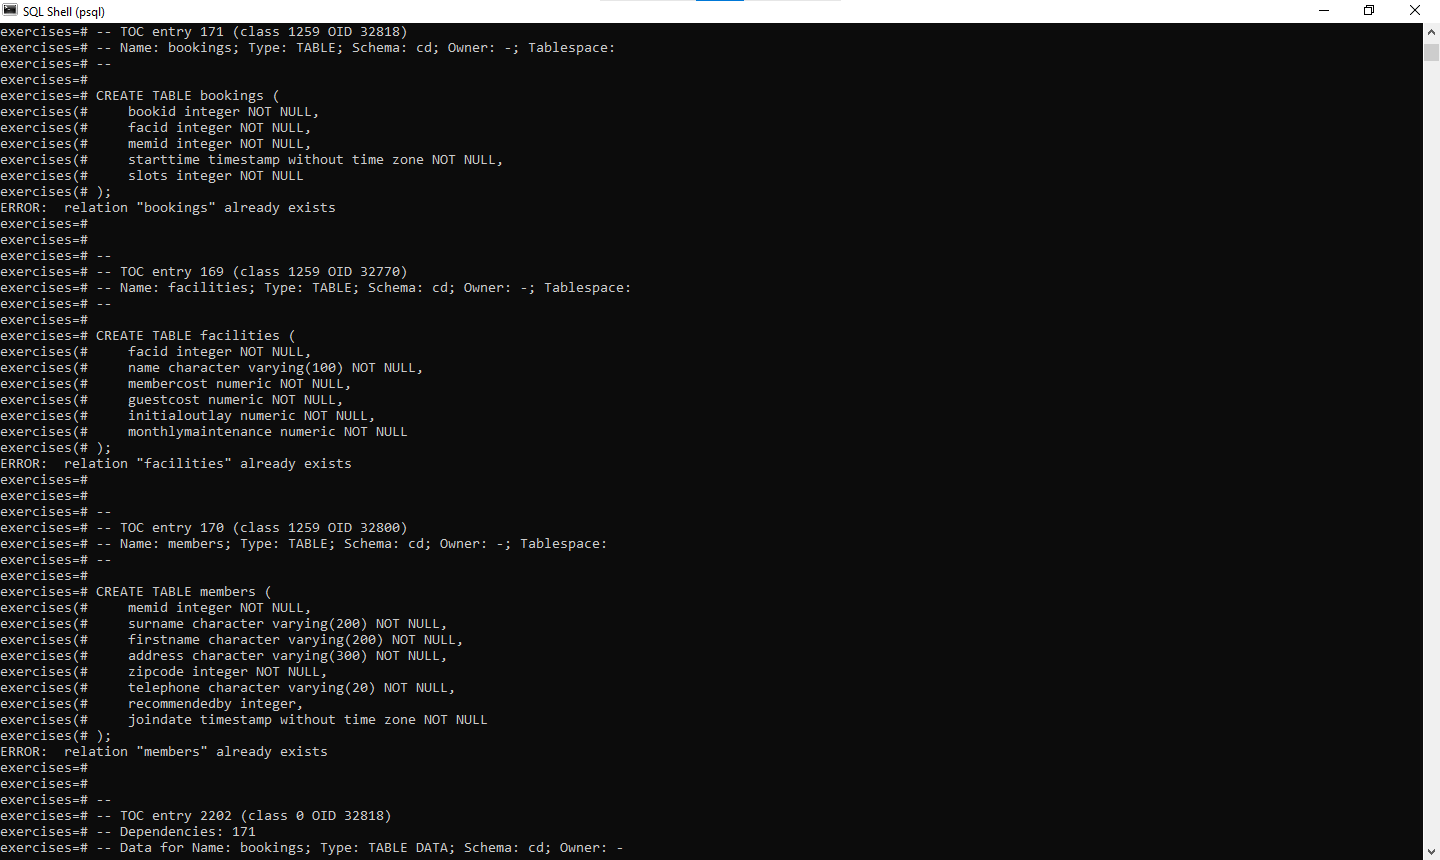 SQL Shell (psql)
exercises=# -- TOC entry 171 (class 1259 OID 32818)
exercises=# -- Name: bookings; Type: TABLE; Schema: cd; Owner: -; Tablespace:
exercises=# --
exercises=#
exercises=# CREATE TABLE bookings (
exercises(#     bookid integer NOT NULL,
exercises(#     facid integer NOT NULL,
exercises(#     memid integer NOT NULL,
exercises(#     starttime timestamp without time zone NOT NULL,
exercises(#     slots integer NOT NULL
exercises(# );
ERROR:  relation "bookings" already exists
exercises=#
exercises=#
exercises=# --
exercises=# -- TOC entry 169 (class 1259 OID 32770)
exercises=# -- Name: facilities; Type: TABLE; Schema: cd; Owner: -; Tablespace:
exercises=# --
exercises=#
exercises=# CREATE TABLE facilities (
exercises(#     facid integer NOT NULL,
exercises(#     name character varying(100) NOT NULL,
exercises(#     membercost numeric NOT NULL,
exercises(#     guestcost numeric NOT NULL,
exercises(#     initialoutlay numeric NOT NULL,
exercises(#     monthlymaintenance numeric NOT NULL
exercises(# );
ERROR:  relation "facilities" already exists
exercises=#
exercises=#
exercises=# --
exercises=# -- TOC entry 170 (class 1259 OID 32800)
exercises=# -- Name: members; Type: TABLE; Schema: cd; Owner: -; Tablespace:
exercises=# --
exercises=#
exercises=# CREATE TABLE members (
exercises(#     memid integer NOT NULL,
exercises(#     surname character varying(200) NOT NULL,
exercises(#     firstname character varying(200) NOT NULL,
exercises(#     address character varying(300) NOT NULL,
exercises(#     zipcode integer NOT NULL,
exercises(#     telephone character varying(20) NOT NULL,
exercises(#     recommendedby integer,
exercises(#     joindate timestamp without time zone NOT NULL
exercises(# );
ERROR:  relation "members" already exists
exercises=#
exercises=#
exercises=# --
exercises=# -- TOC entry 2202 (class 0 OID 32818)
exercises=# -- Dependencies: 171
exercises=# -- Data for Name: bookings; Type: TABLE DATA; Schema: cd; Owner: -